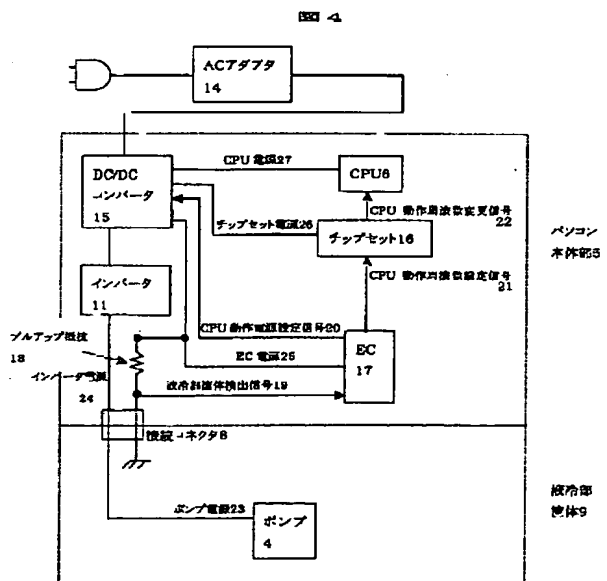 図 4
ACアダプタ
14
DC/DC
コンバータ
15
CPU 電源27
CPU6
CPU 動作周波数変更信号
22
チップセット電源26
チップセット16
パソコン
本体部5
CPU 動作周波数設定信号
21
インバータ
11
プルアップ抵抗
18
CPU 動作電源設定信号20
EC
17
EC 電源25
インバータ電源
24
液冷部筐体検出信号19
接続コネクタ8
液冷部
筐体9
ポンプ電源23
ポンプ
4